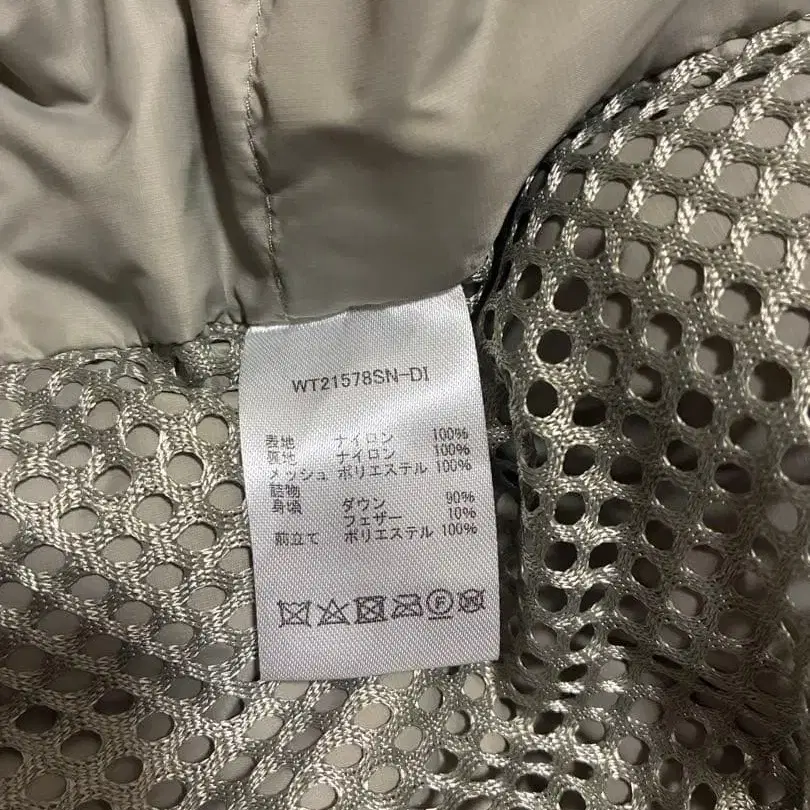 WT21578SN-DI
表地 ナイロン 100%
裏地 ナイロン 100%
メッシュ ポリエステル 100%
詰物
身頃 ダウン 90%
フェザー 10%
前立て ポリエステル 100%
F
W